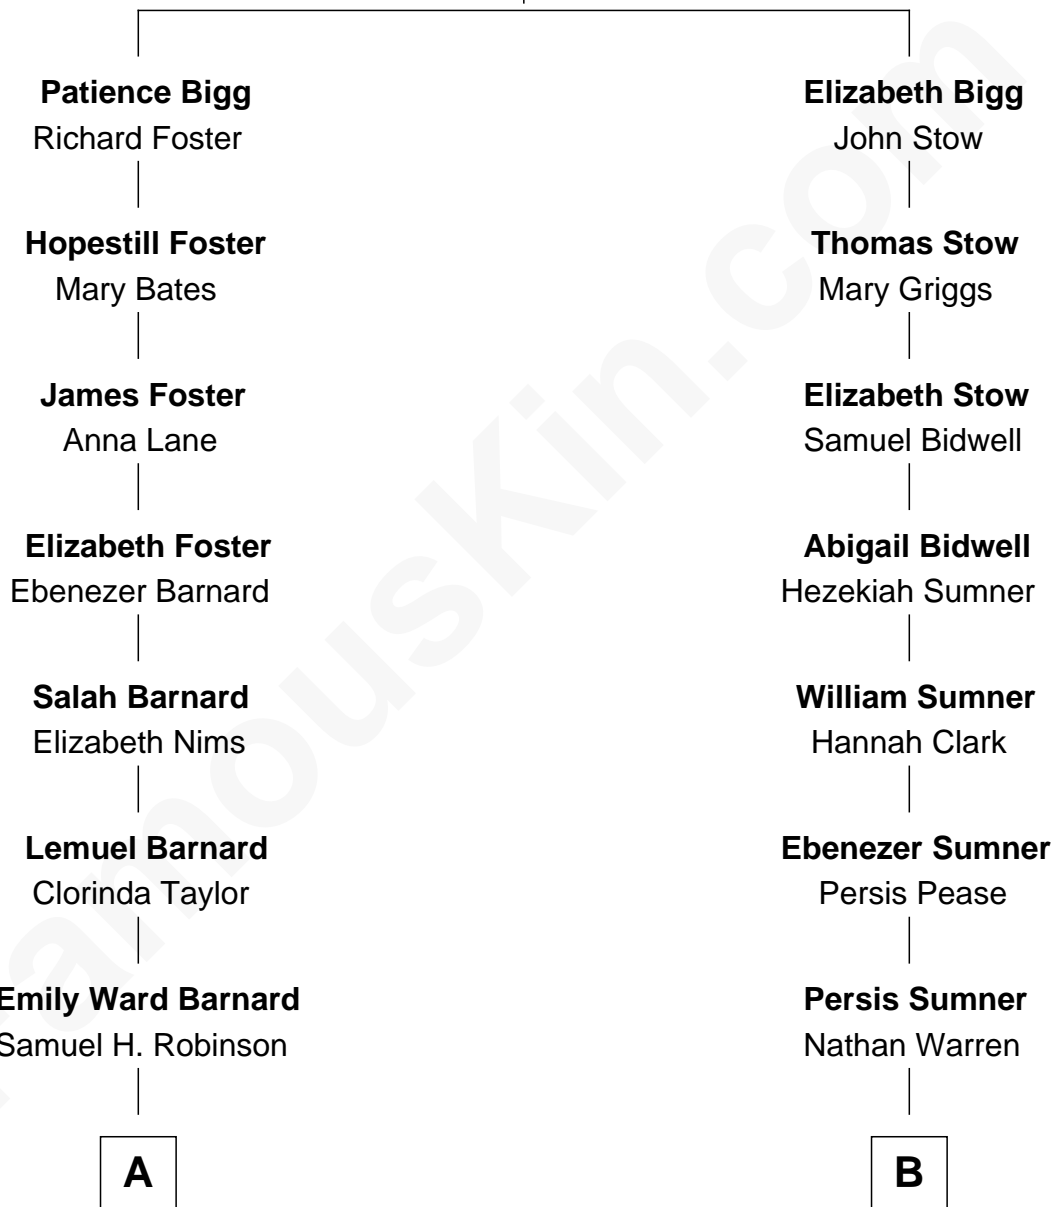 Patience Bigg
Richard Foster
Elizabeth Bigg
John Stow
Hopestill Foster
Mary Bates
Thomas Stow
Mary Griggs
James Foster
Anna Lane
Elizabeth Stow
Samuel Bidwell
Elizabeth Foster
Ebenezer Barnard
Abigail Bidwell
Hezekiah Sumner
Salah Barnard
Elizabeth Nims
William Sumner
Hannah Clark
Lemuel Barnard
Clorinda Taylor
Ebenezer Sumner
Persis Pease
Emily Ward Barnard
Samuel H. Robinson
Persis Sumner
Nathan Warren
A
B
FamousKin.com